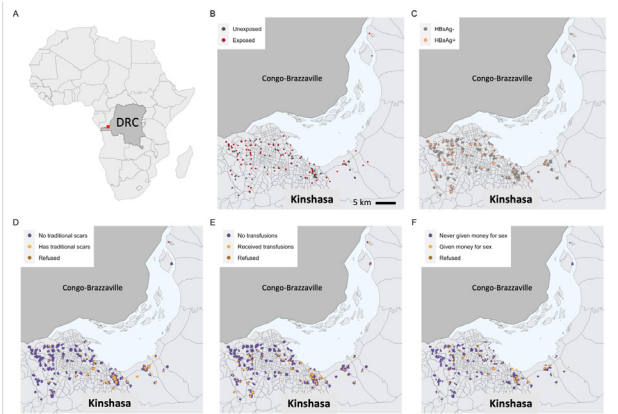 A
DRC
B
Unexposed
Exposed
Congo-Brazzaville
Kinshasa
5 km
C
HBsAg-
HBsAg+
Congo-Brazzaville
Kinshasa
D
No traditional scars
Has traditional scars
Refused
Congo-Brazzaville
Kinshasa
E
No transfusions
Received transfusions
Refused
Congo-Brazzaville
Kinshasa
F
Never given money for sex
Given money for sex
Refused
Congo-Brazzaville
Kinshasa